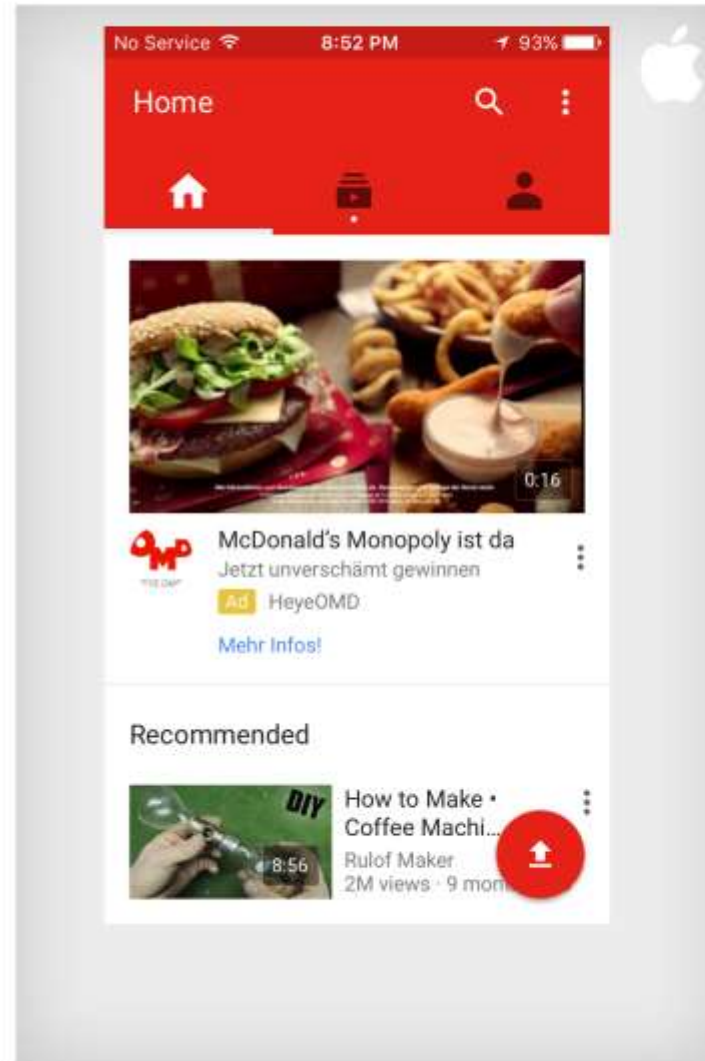 No Service 8:52 PM 93%
Home
0:16
OMD
McDonald's Monopoly ist da
Jetzt unverschämt gewinnen
Ad HeyeOMD
Mehr Infos!
Recommended
DIY
8:56
How to Make •
Coffee Machi...
Rulof Maker
2M views · 9 mon